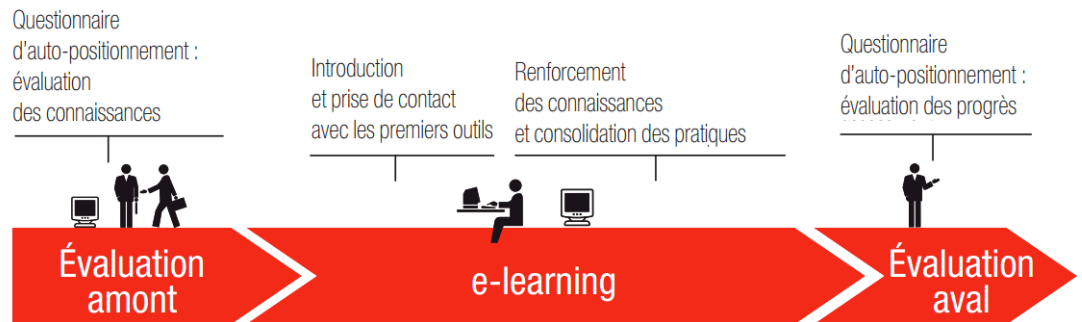 Questionnaire
d'auto-positionnement :
évaluation
des connaissances
Introduction
et prise de contact
avec les premiers outils
Renforcement
des connaissances
et consolidation des pratiques
Questionnaire
d'auto-positionnement :
évaluation des progrès
Évaluation
amont
e-learning
Évaluation
aval